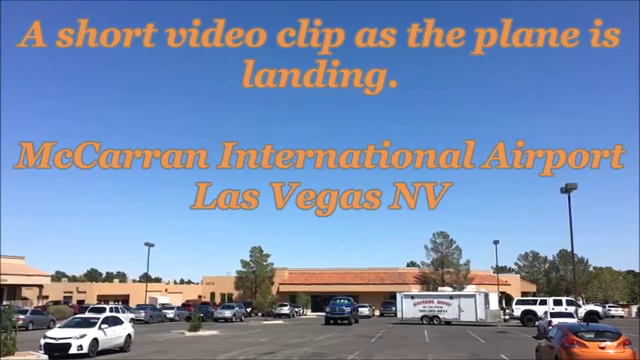 A short video clip as the plane is
landing.
McCarran International Airport
Las Vegas NV